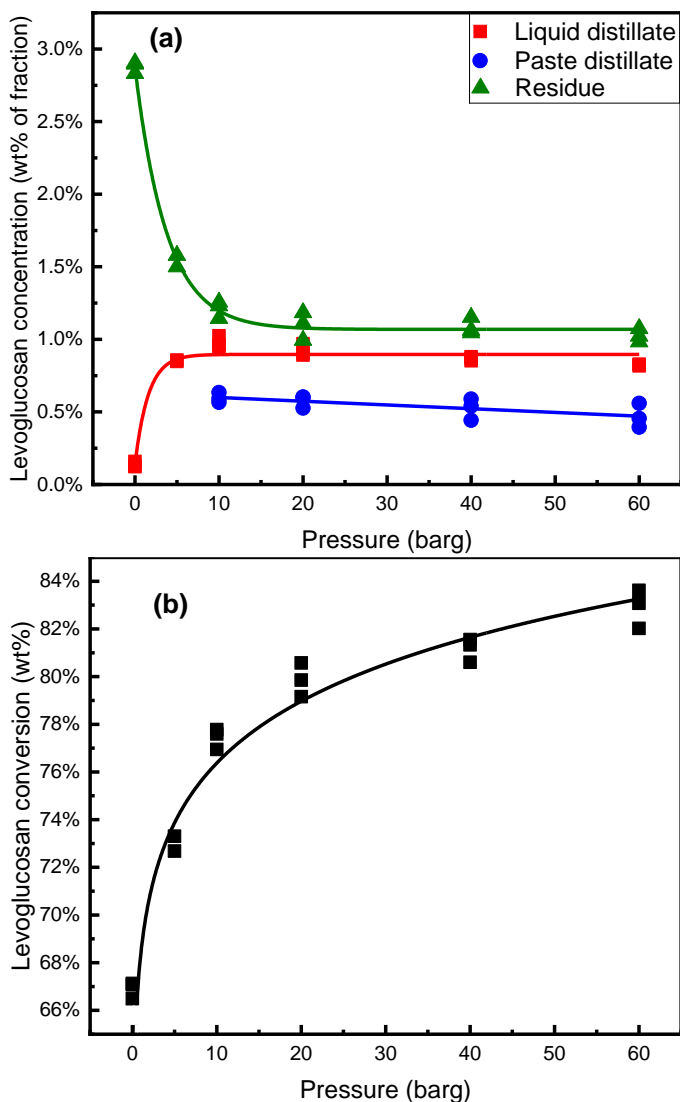 (a)
Liquid distillate
Paste distillate
Residue
Levoglucosan concentration (wt% of fraction)
3.0%
2.5%
2.0%
1.5%
1.0%
0.5%
0.0%
0 10 20 30 40 50 60
Pressure (barg)
(b)
Levoglucosan conversion (wt%)
84%
82%
80%
78%
76%
74%
72%
70%
68%
66%
0 10 20 30 40 50 60
Pressure (barg)